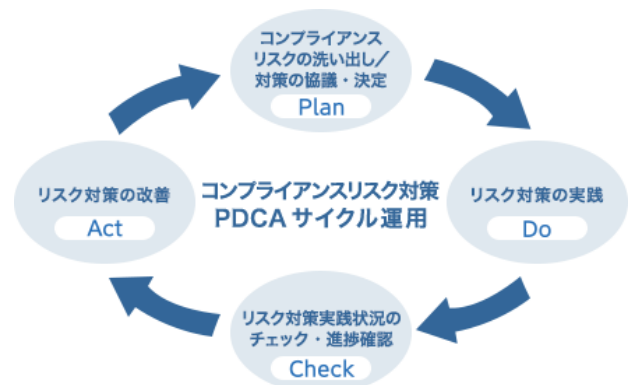 コンプライアンス
リスクの洗い出し／
対策の協議・決定
Plan
リスク対策の改善
Act
コンプライアンスリスク対策
PDCAサイクル運用
リスク対策の実践
Do
リスク対策実践状況の
チェック・進捗確認
Check